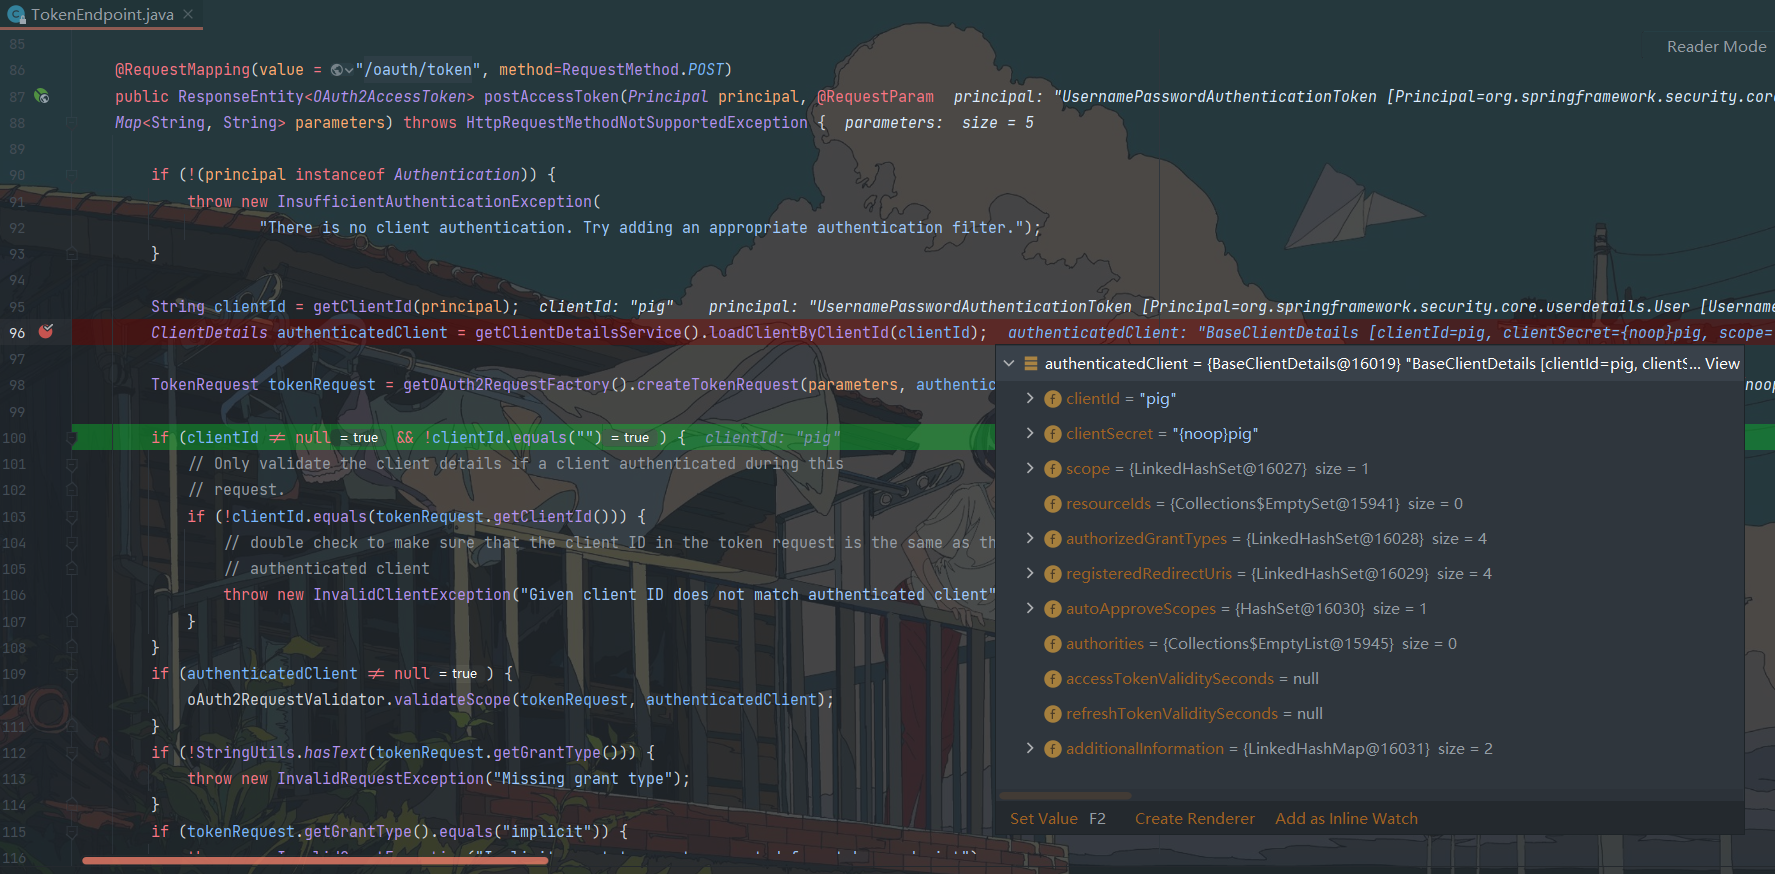 TokenEndpoint.java
Reader Mode
85
86 @RequestMapping(value = "/oauth/token", method=RequestMethod.POST)
87 public ResponseEntity<OAuth2AccessToken> postAccessToken(Principal principal, @RequestParam principal: "UsernamePasswordAuthenticationToken [Principal=org.springframework.security.cor
88 Map<String, String> parameters) throws HttpRequestMethodNotSupportedException { parameters: size = 5
89
90 if (!(principal instanceof Authentication)) {
91 throw new InsufficientAuthenticationException(
92 "There is no client authentication. Try adding an appropriate authentication filter.");
93 }
94
95 String clientId = getClientId(principal); clientId: "pig" principal: "UsernamePasswordAuthenticationToken [Principal=org.springframework.security.core.userdetails.User [Usernam
96 ClientDetails authenticatedClient = getClientDetailsService().loadClientByClientId(clientId); authenticatedClient: "BaseClientDetails [clientId=pig, clientSecret={noop}pig, scope=
97
98 TokenRequest tokenRequest = getOAuth2RequestFactory().createTokenRequest(parameters, authentic
noop
99
100 if (clientId ≠ null = true && !clientId.equals("") = true ) { clientId: "pig"
101 // Only validate the client details if a client authenticated during this
102 // request.
103 if (!clientId.equals(tokenRequest.getClientId())) {
104 // double check to make sure that the client ID in the token request is the same as th
105 // authenticated client
106 throw new InvalidClientException("Given client ID does not match authenticated client"
107 }
108 }
109 if (authenticatedClient ≠ null = true ) {
110 oAuth2RequestValidator.validateScope(tokenRequest, authenticatedClient);
111 }
112 if (!StringUtils.hasText(tokenRequest.getGrantType())) {
113 throw new InvalidRequestException("Missing grant type");
114 }
115 if (tokenRequest.getGrantType().equals("implicit")) {
116
authenticatedClient = {BaseClientDetails@16019} "BaseClientDetails [clientId=pig, clientS... View
clientId = "pig"
clientSecret = "{noop}pig"
scope = {LinkedHashSet@16027} size = 1
resourceIds = {Collections$EmptySet@15941} size = 0
authorizedGrantTypes = {LinkedHashSet@16028} size = 4
registeredRedirectUris = {LinkedHashSet@16029} size = 4
autoApproveScopes = {HashSet@16030} size = 1
authorities = {Collections$EmptyList@15945} size = 0
accessTokenValiditySeconds = null
refreshTokenValiditySeconds = null
additionalInformation = {LinkedHashMap@16031} size = 2
Set Value F2 Create Renderer Add as Inline Watch